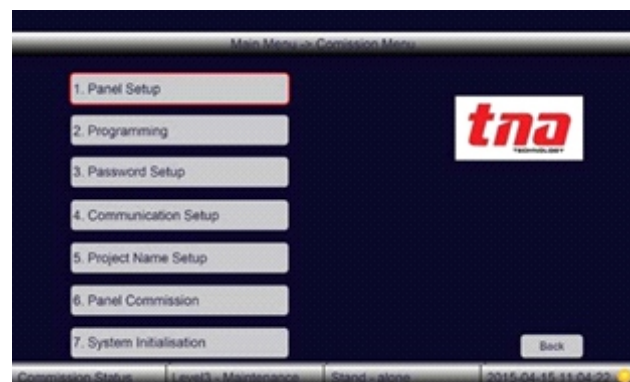 Main Menu -> Comission Menu
1. Panel Setup
2. Programming
3. Password Setup
4. Communication Setup
5. Project Name Setup
6. Panel Commission
7. System Initialisation
tna
TECHNOLOGY
Back
Commission Status
Level3 - Maintenance
Stand - alone
2015-04-15 11:04:22